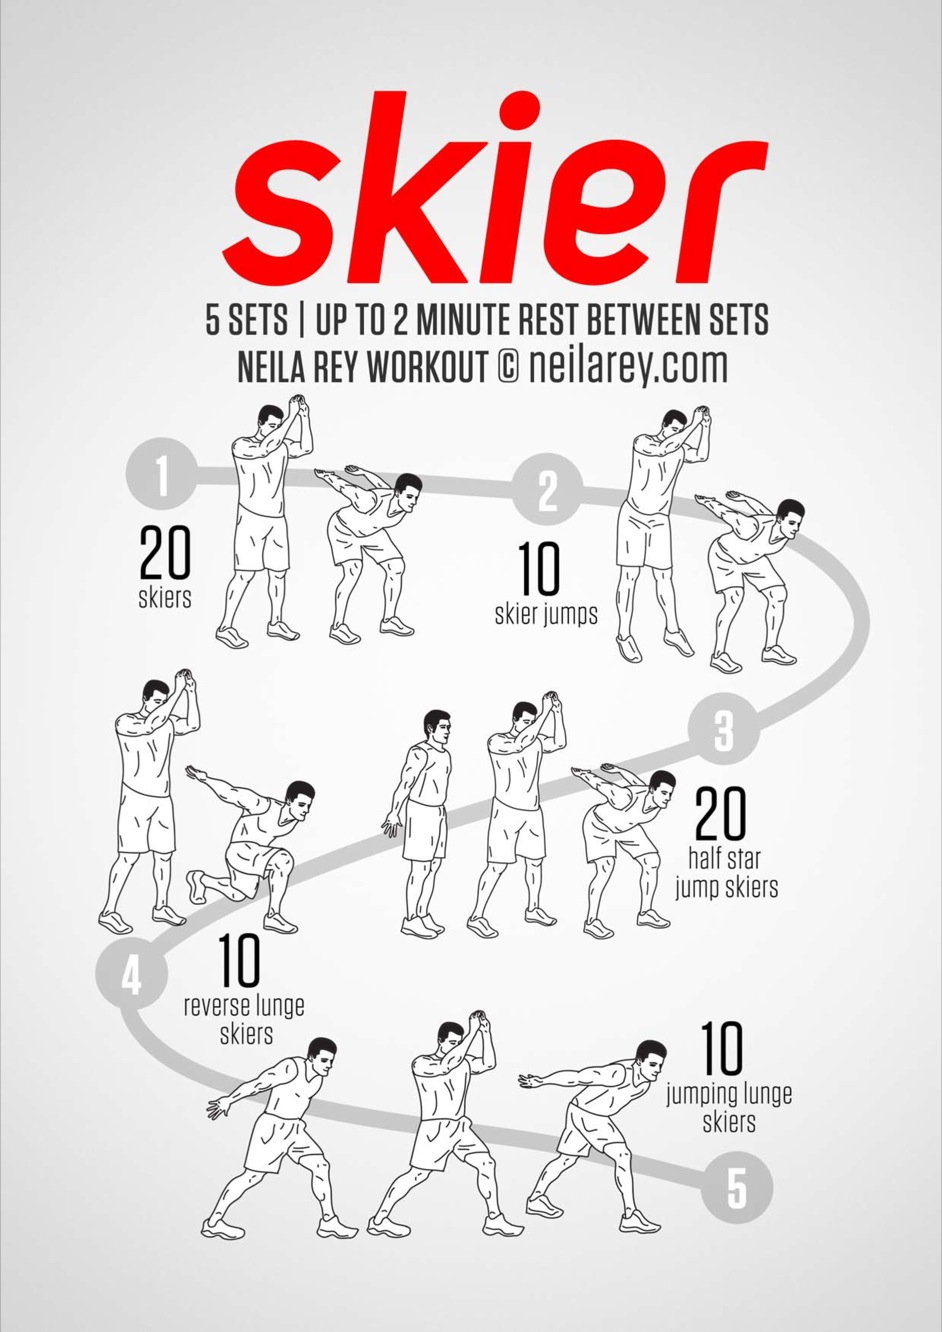 skier
5 SETS | UP TO 2 MINUTE REST BETWEEN SETS
NEILA REY WORKOUT © neilarey.com
1
20
skiers
2
10
skier jumps
3
20
half star
jump skiers
4
10
reverse lunge
skiers
10
jumping lunge
skiers
5